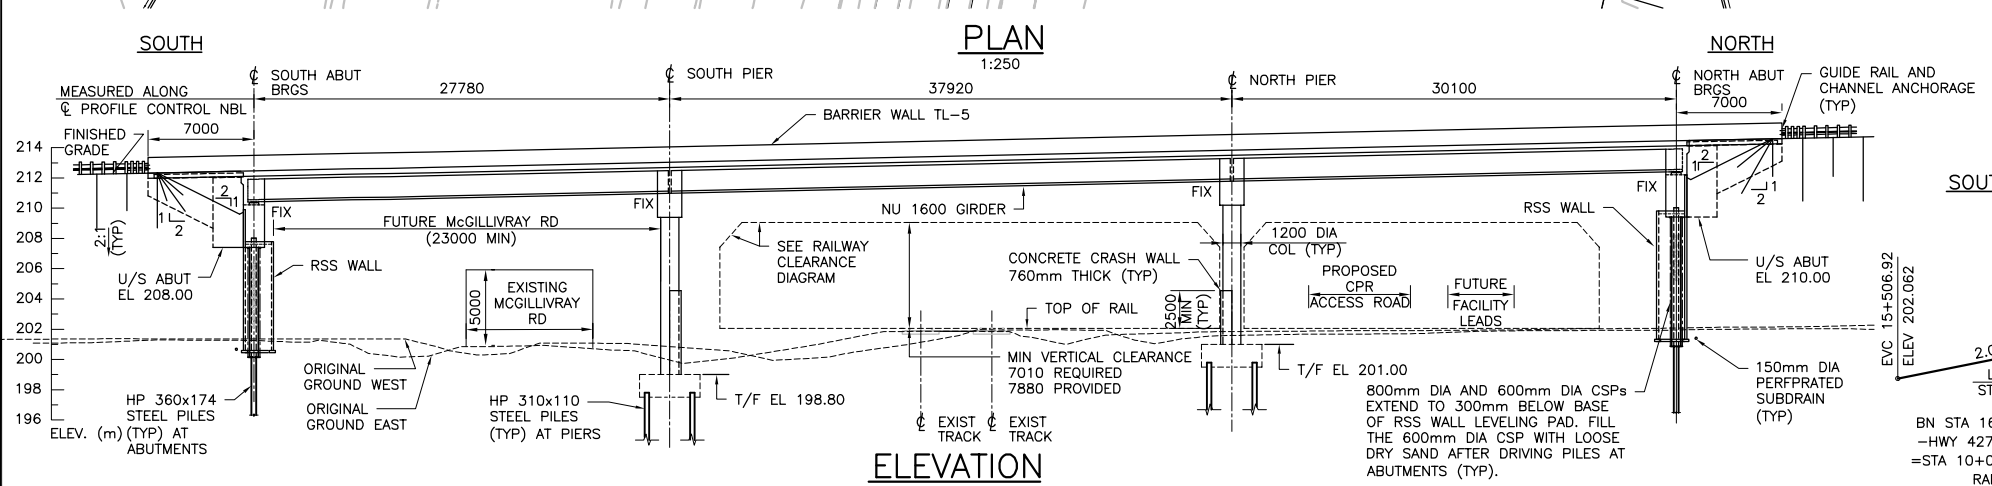 PLAN
1:250
SOUTH
NORTH
SOUTH ABUT
BRGS
SOUTH PIER
NORTH PIER
NORTH ABUT
BRGS
GUIDE RAIL AND
CHANNEL ANCHORAGE
(TYP)
MEASURED ALONG
℄ PROFILE CONTROL NBL
27780
37920
30100
7000
7000
BARRIER WALL TL-5
FINISHED
GRADE
214
212
210
208
206
204
202
200
198
196
ELEV. (m)
2
1
1
2
1
2
1
2
2:1
(TYP)
FIX
FIX
FIX
FIX
FUTURE McGILLIVRAY RD
(23000 MIN)
NU 1600 GIRDER
RSS WALL
RSS WALL
U/S ABUT
EL 208.00
U/S ABUT
EL 210.00
EXISTING
MCGILLIVRAY
RD
5000
SEE RAILWAY
CLEARANCE
DIAGRAM
CONCRETE CRASH WALL
760mm THICK (TYP)
1200 DIA
COL (TYP)
2500
MIN
(TYP)
PROPOSED
CPR
ACCESS ROAD
FUTURE
FACILITY
LEADS
TOP OF RAIL
MIN VERTICAL CLEARANCE
7010 REQUIRED
7880 PROVIDED
ORIGINAL
GROUND WEST
ORIGINAL
GROUND EAST
HP 360x174
STEEL PILES
(TYP) AT
ABUTMENTS
HP 310x110
STEEL PILES
(TYP) AT PIERS
T/F EL 198.80
T/F EL 201.00
℄ EXIST
TRACK
℄ EXIST
TRACK
800mm DIA AND 600mm DIA CSPs
EXTEND TO 300mm BELOW BASE
OF RSS WALL LEVELING PAD. FILL
THE 600mm DIA CSP WITH LOOSE
DRY SAND AFTER DRIVING PILES AT
ABUTMENTS (TYP).
150mm DIA
PERFPRATED
SUBDRAIN
(TYP)
ELEVATION
SOUT
EVC 15+506.92
ELEV 202.062
2.0
L
ST
BN STA 16
-HWY 427
=STA 10+0
RA